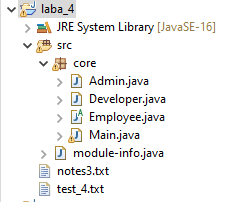 laba_4
JRE System Library [JavaSE-16]
src
core
Admin.java
Developer.java
Employee.java
Main.java
module-info.java
notes3.txt
test_4.txt